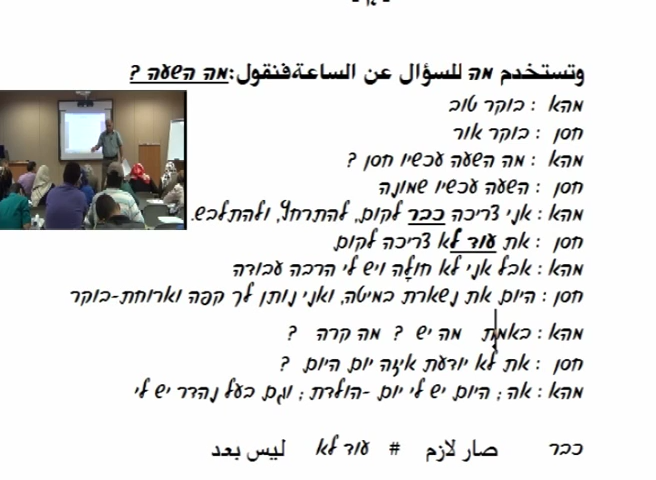 وتستخدم מה للسؤال عن الساعة فنقول: מה השעה ?
מהא : בוקר טוב
חסן : בוקר אור
מהא : מה השעה עכשיו חסן ?
חסן : השעה עכשיו שמונה
מהא : אני צריכה כבר לקום, להתרחץ, ולהתלבש.
חסן : את עוד לא צריכה לקום
מהא : אבל אני לא חולָה ויש לי הרבה עבודה
חסן : היום את נשארת במיטה, ואני נותן לך קפה וארוחת-בוקר
מהא : באמת מה יש ? מה קרה ?
חסן : את לא יודעת איזה יום היום ?
מהא : אה ; היום יש לי יום -הולדת ; וגם בעל נהדר יש לי
כבר صار لازم # עוד לא ليس بعد